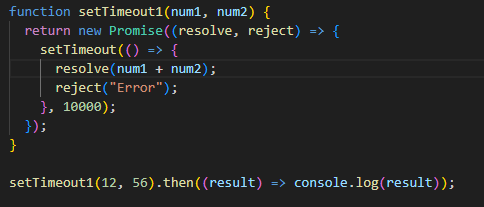 function setTimeout1(num1, num2) {
  return new Promise((resolve, reject) => {
    setTimeout(() => {
      resolve(num1 + num2);
      reject("Error");
    }, 10000);
  });
}
setTimeout1(12, 56).then((result) => console.log(result));